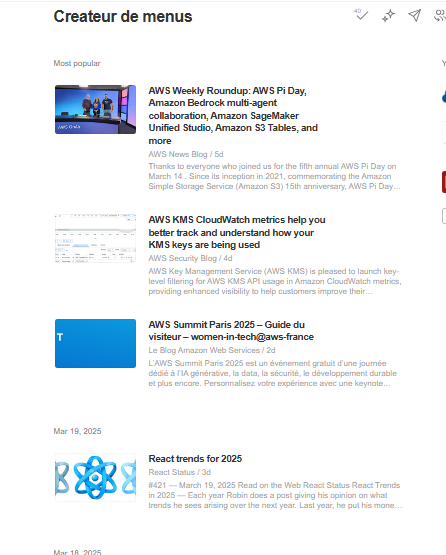 Createur de menus
40
Most popular
AWS Weekly Roundup: AWS Pi Day,
Amazon Bedrock multi-agent
collaboration, Amazon SageMaker
Unified Studio, Amazon S3 Tables, and
more
AWS News Blog / 5d
Thanks to everyone who joined us for the fifth annual AWS Pi Day on
March 14 . Since its inception in 2021, commemorating the Amazon
Simple Storage Service (Amazon S3) 15th anniversary, AWS Pi Day…
AWS OnAir
AWS KMS CloudWatch metrics help you
better track and understand how your
KMS keys are being used
AWS Security Blog / 4d
AWS Key Management Service (AWS KMS) is pleased to launch key-
level filtering for AWS KMS API usage in Amazon CloudWatch metrics,
providing enhanced visibility to help customers improve their…
T
AWS Summit Paris 2025 – Guide du
visiteur – women-in-tech@aws-france
Le Blog Amazon Web Services / 2d
L'AWS Summit Paris 2025 est un événement gratuit d'une journée
dédié à l'IA générative, la data, la sécurité, le développement durable
et plus encore. Personnalisez votre expérience avec une keynote…
Mar 19, 2025
React trends for 2025
React Status / 3d
#421 — March 19, 2025 Read on the Web React Status React Trends
in 2025 — Each year Robin does a post giving his opinion on what
trends he sees arising over the next year. Last year, he put his mone…
Mar 18, 2025